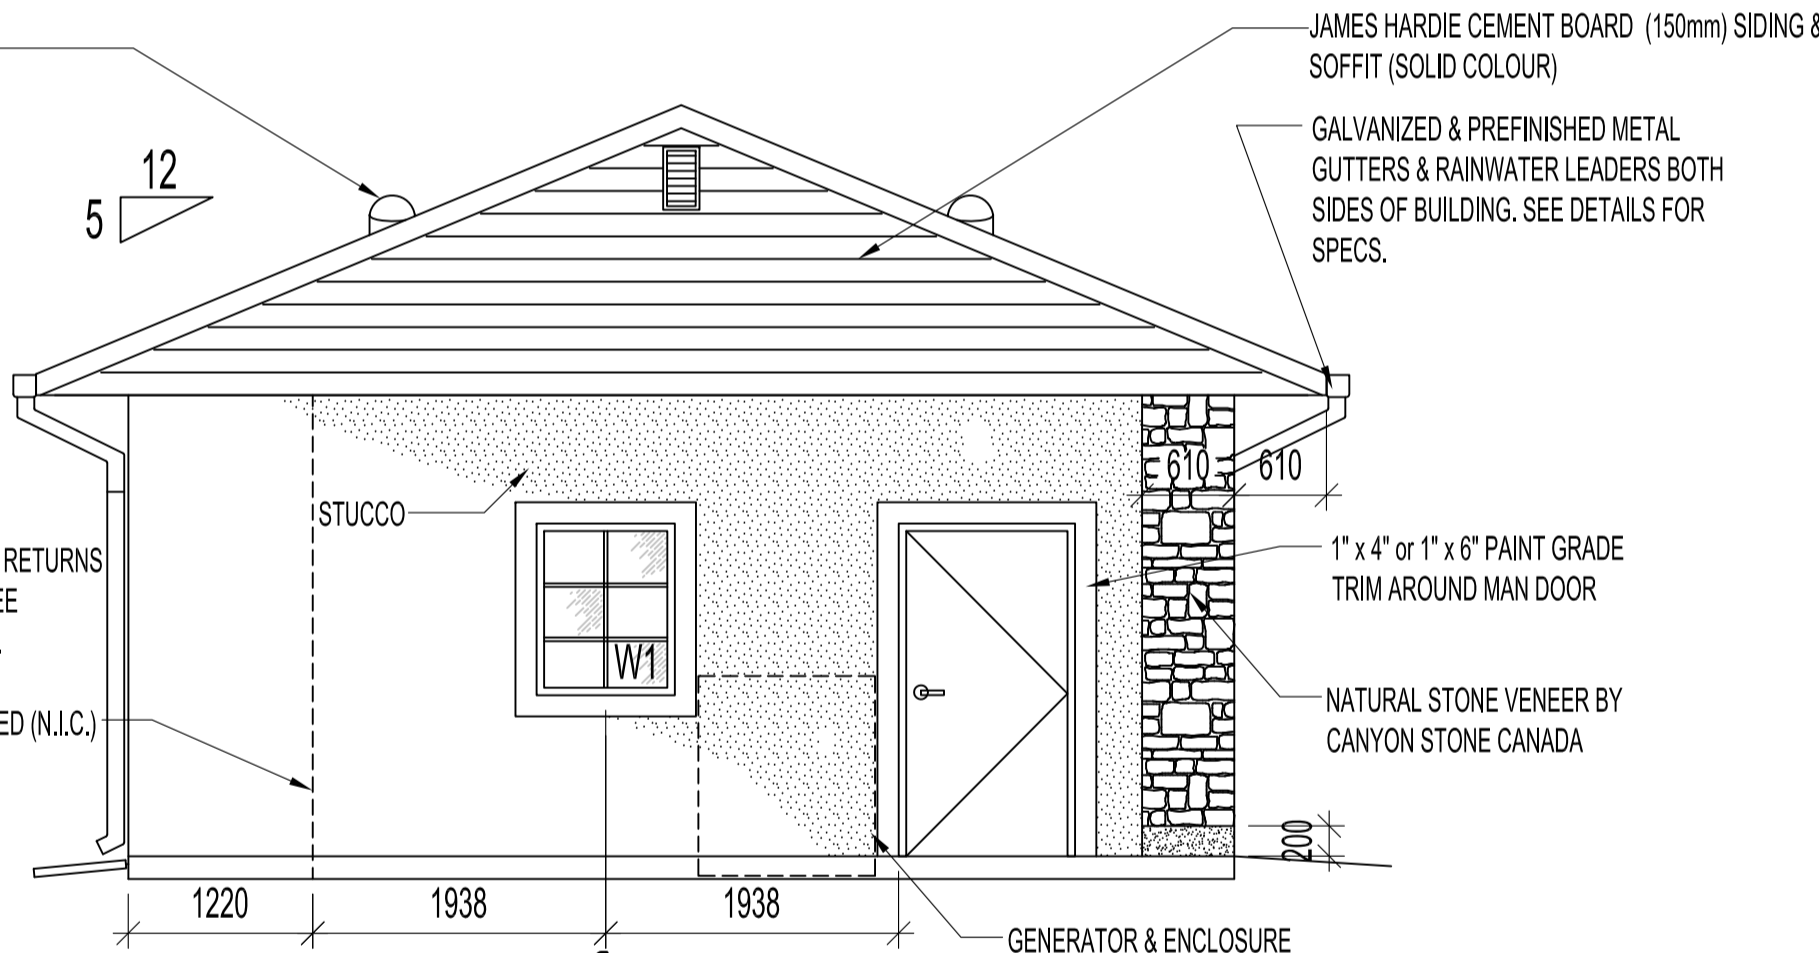 JAMES HARDIE CEMENT BOARD (150mm) SIDING &
SOFFIT (SOLID COLOUR)
GALVANIZED & PREFINISHED METAL
GUTTERS & RAINWATER LEADERS BOTH
SIDES OF BUILDING. SEE DETAILS FOR
SPECS.
12
5
610
610
STUCCO
RETURNS
1" x 4" or 1" x 6" PAINT GRADE
TRIM AROUND MAN DOOR
W1
NATURAL STONE VENEER BY
CANYON STONE CANADA
(N.I.C.)
200
1220
1938
1938
GENERATOR & ENCLOSURE